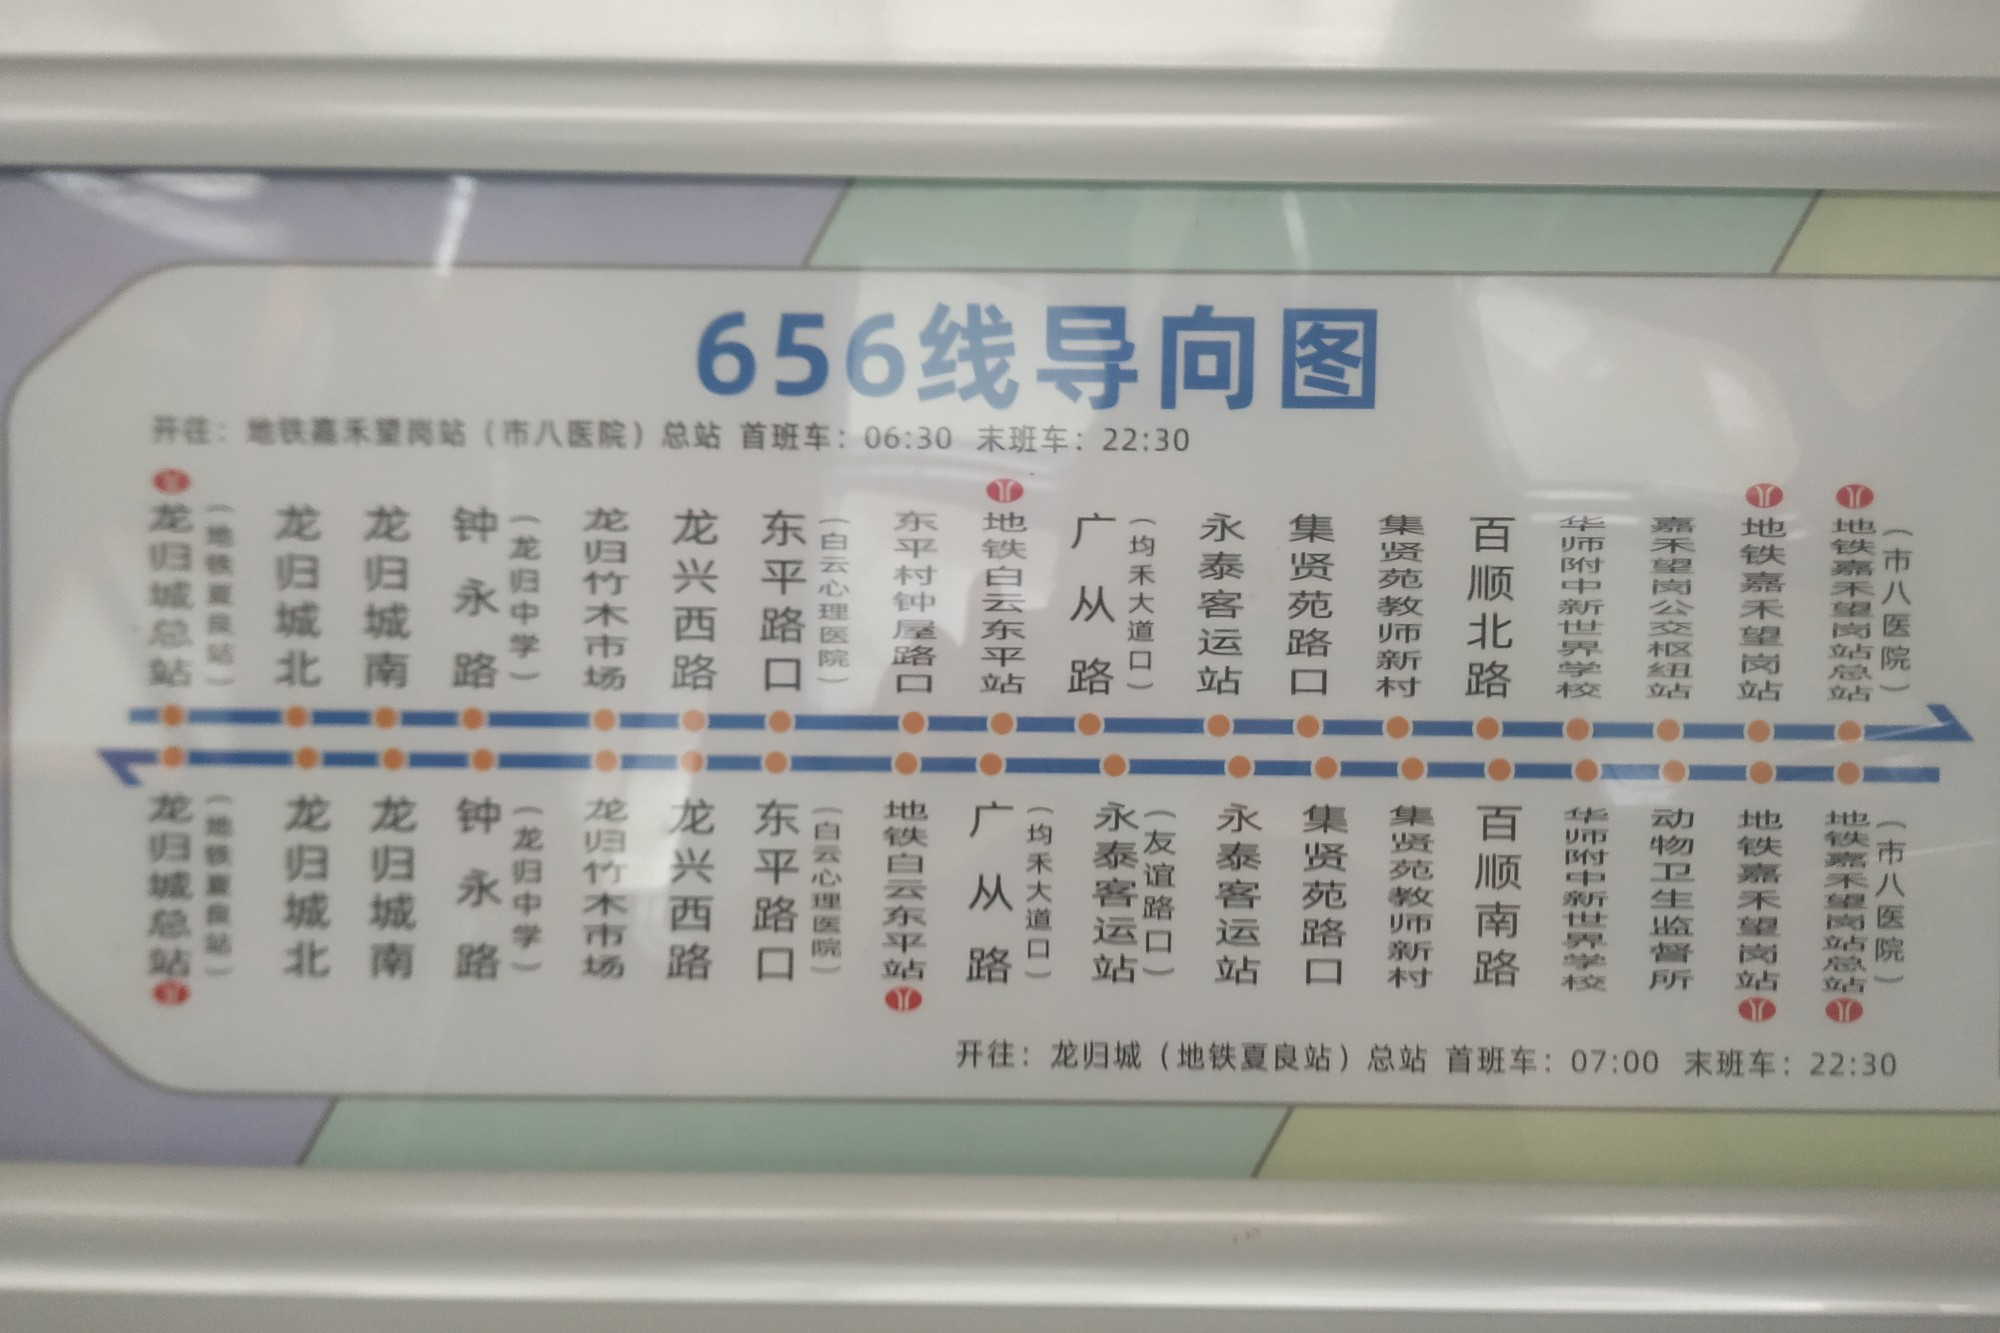 656线导向图
开往：地铁嘉禾望岗站（市八医院）总站 首班车：06:30 末班车：22:30
龙归城总站（地铁夏良站）
龙归城北
龙归城南
钟永路（龙归中学）
龙归竹木市场
龙兴西路
东平路口（白云心理医院）
东平村钟屋路口
地铁白云东平站
广从路（均禾大道口）
永泰客运站
集贤苑路口
集贤苑教师新村
百顺北路
华师附中新世界学校
嘉禾望岗公交枢纽站
地铁嘉禾望岗站
地铁嘉禾望岗站总站（市八医院）
龙归城总站（地铁夏良站）
龙归城北
龙归城南
钟永路（龙归中学）
龙归竹木市场
龙兴西路
东平路口（白云心理医院）
地铁白云东平站
广从路（均禾大道口）
永泰客运站（友谊路口）
永泰客运站
集贤苑路口
集贤苑教师新村
百顺南路
华师附中新世界学校
动物卫生监督所
地铁嘉禾望岗站
地铁嘉禾望岗站总站（市八医院）
开往：龙归城（地铁夏良站）总站 首班车：07:00 末班车：22:30